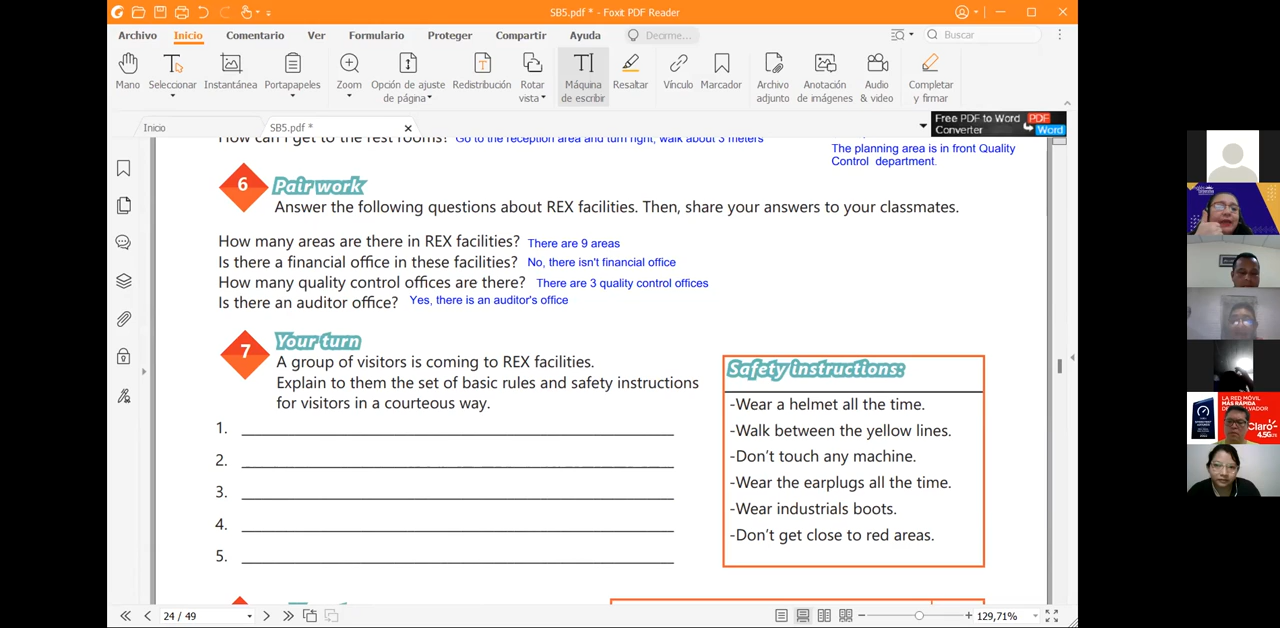 SB5.pdf * - Foxit PDF Reader
Archivo Inicio Comentario Ver Formulario Proteger Compartir Ayuda Decirme... Buscar
Mano Seleccionar Instantánea Portapapeles Zoom Opción de ajuste de página Redistribución Rotar vista Máquina de escribir Resaltar Vínculo Marcador Archivo adjunto Anotación de imágenes Audio & video Completar y firmar
Inicio SB5.pdf *
Free PDF to Word Converter PDF Word
How can I get to the rest rooms? Go to the reception area and turn right, walk about 3 meters
The planning area is in front Quality
Control department.
6 Pair work
Answer the following questions about REX facilities. Then, share your answers to your classmates.
How many areas are there in REX facilities? There are 9 areas
Is there a financial office in these facilities? No, there isn't financial office
How many quality control offices are there? There are 3 quality control offices
Is there an auditor office? Yes, there is an auditor's office
7 Your turn
A group of visitors is coming to REX facilities.
Explain to them the set of basic rules and safety instructions
for visitors in a courteous way.
1.
2.
3.
4.
5.
Safety instructions:
-Wear a helmet all the time.
-Walk between the yellow lines.
-Don't touch any machine.
-Wear the earplugs all the time.
-Wear industrials boots.
-Don't get close to red areas.
24 / 49
129,71%
LA RED MÓVIL
MÁS RÁPIDA
Claro
4.5G